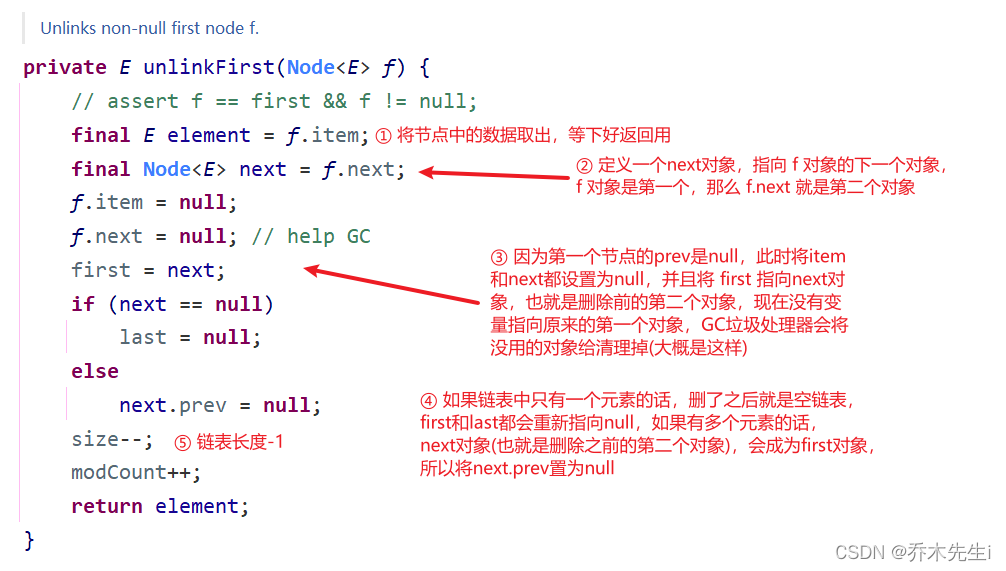 Unlinks non-null first node f.
private E unlinkFirst(Node<E> f) {
// assert f == first && f != null;
final E element = f.item; ① 将节点中的数据取出，等下好返回用
final Node<E> next = f.next;
② 定义一个next对象，指向 f 对象的下一个对象，
f 对象是第一个，那么 f.next 就是第二个对象
f.item = null;
f.next = null; // help GC
first = next;
③ 因为第一个节点的prev是null，此时将item
和next都设置为null，并且将 first 指向next对
象，也就是删除前的第二个对象，现在没有变
量指向原来的第一个对象，GC垃圾处理器会将
没用的对象给清理掉(大概是这样)
if (next == null)
last = null;
else
next.prev = null;
④ 如果链表中只有一个元素的话，删了之后就是空链表，
first和last都会重新指向null，如果有多个元素的话，
next对象(也就是删除之前的第二个对象)，会成为first对象，
所以将next.prev置为null
size--; ⑤ 链表长度-1
modCount++;
return element;
}
CSDN @乔木先生i